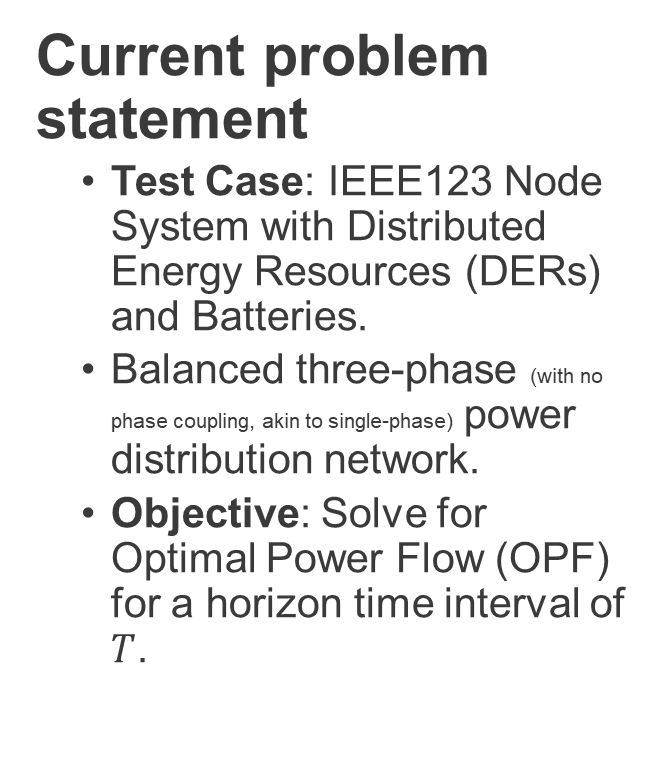 Current problem
statement
• Test Case: IEEE123 Node
System with Distributed
Energy Resources (DERs)
and Batteries.
• Balanced three-phase (with no
phase coupling, akin to single-phase) power
distribution network.
• Objective: Solve for
Optimal Power Flow (OPF)
for a horizon time interval of
T.